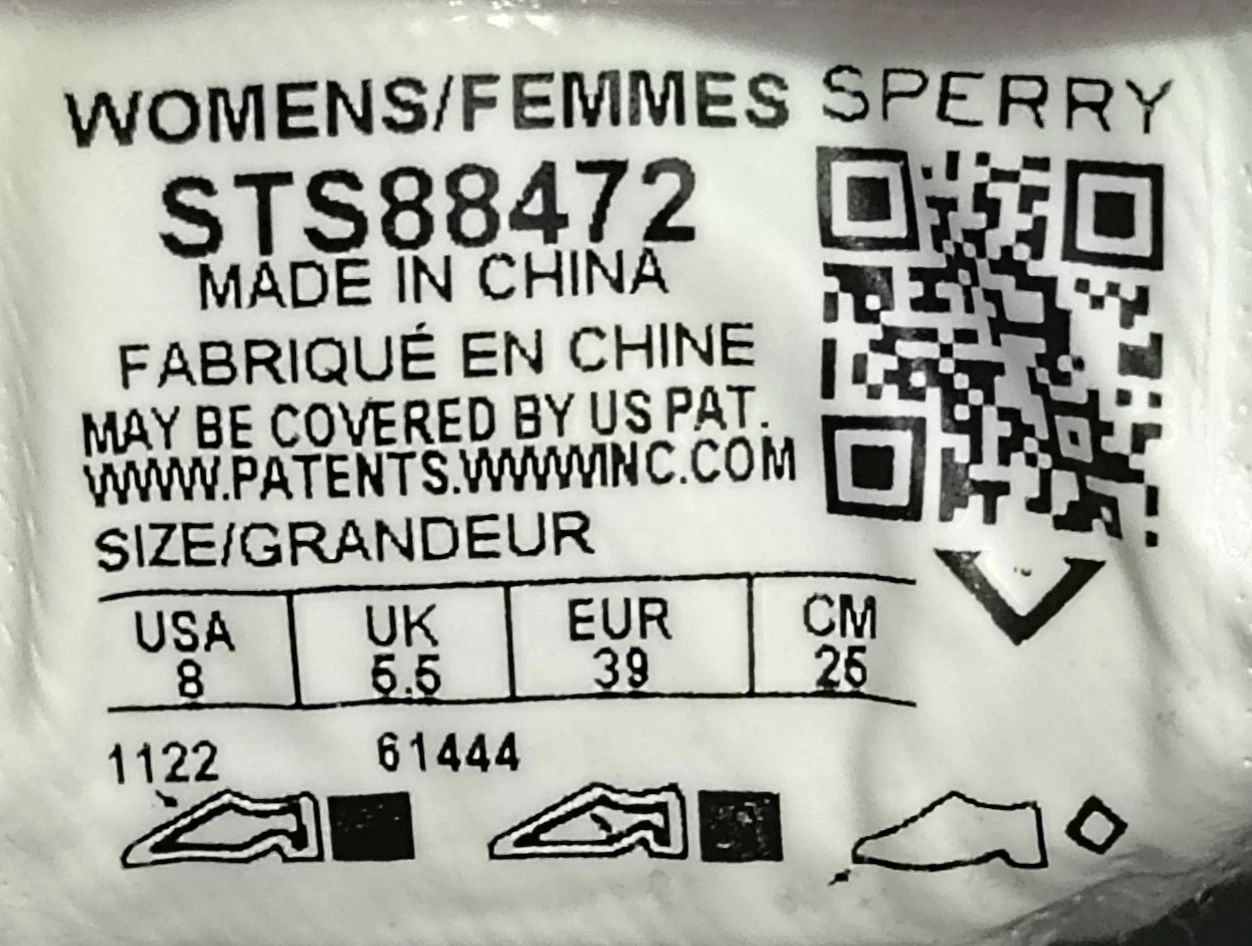 WOMENS/FEMMES SPERRY
STS88472
MADE IN CHINA
FABRIQUÉ EN CHINE
MAY BE COVERED BY US PAT.
WWW.PATENTS.WWWINC.COM
SIZE/GRANDEUR
USA UK EUR CM
8 5.5 39 25
1122 61444